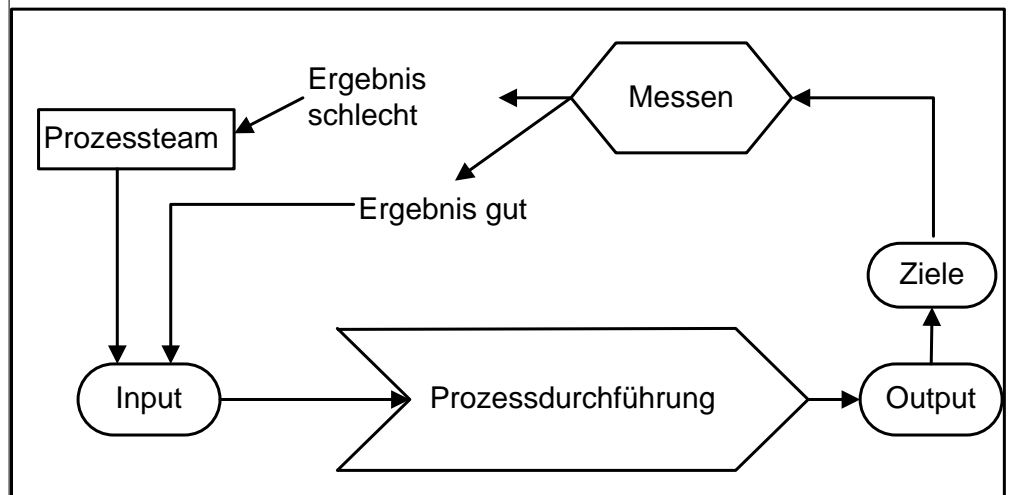 Ergebnis
schlecht
Messen
Prozessteam
Ergebnis gut
Ziele
Input
Prozessdurchführung
Output